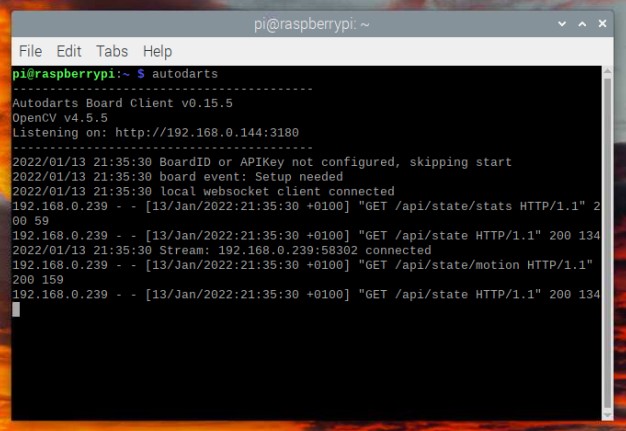 pi@raspberrypi: ~
File Edit Tabs Help
pi@raspberrypi:~ $ autodarts
-----------------------------------------
Autodarts Board Client v0.15.5
OpenCV v4.5.5
Listening on: http://192.168.0.144:3180
-----------------------------------------
2022/01/13 21:35:30 BoardID or APIKey not configured, skipping start
2022/01/13 21:35:30 board event: Setup needed
2022/01/13 21:35:30 local websocket client connected
192.168.0.239 - - [13/Jan/2022:21:35:30 +0100] "GET /api/state/stats HTTP/1.1" 2
00 59
192.168.0.239 - - [13/Jan/2022:21:35:30 +0100] "GET /api/state HTTP/1.1" 200 134
2022/01/13 21:35:30 Stream: 192.168.0.239:58302 connected
192.168.0.239 - - [13/Jan/2022:21:35:30 +0100] "GET /api/state/motion HTTP/1.1"
200 159
192.168.0.239 - - [13/Jan/2022:21:35:30 +0100] "GET /api/state HTTP/1.1" 200 134